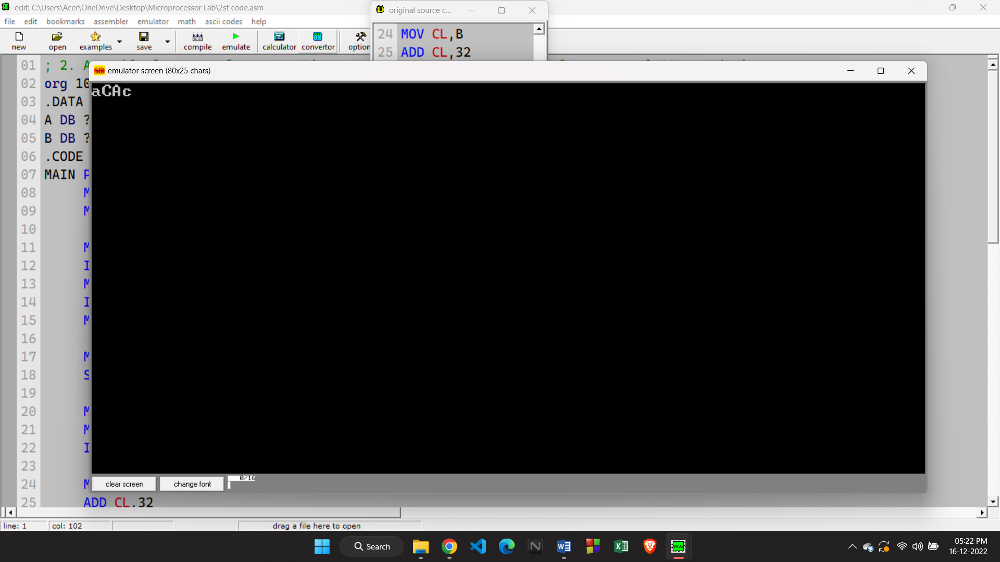 edit: C:\Users\Acer\OneDrive\Desktop\Microprocessor Lab\2st code.asm
file edit bookmarks assembler emulator math ascii codes help
new open examples save compile emulate calculator convertor option
original source c...
24 MOV CL,B
25 ADD CL,32
emulator screen (80x25 chars)
aCAc
01 ; 2. A
02 org 10
03 .DATA
04 A DB ?
05 B DB ?
06 .CODE
07 MAIN P
08 M
09 M
10
11 M
12 I
13 M
14 I
15 M
16
17 M
18 S
19
20 M
21 M
22 I
23
24 M
25 ADD CL,32
clear screen change font 0/16
line: 1 col: 102 drag a file here to open
Search
05:22 PM
16-12-2022